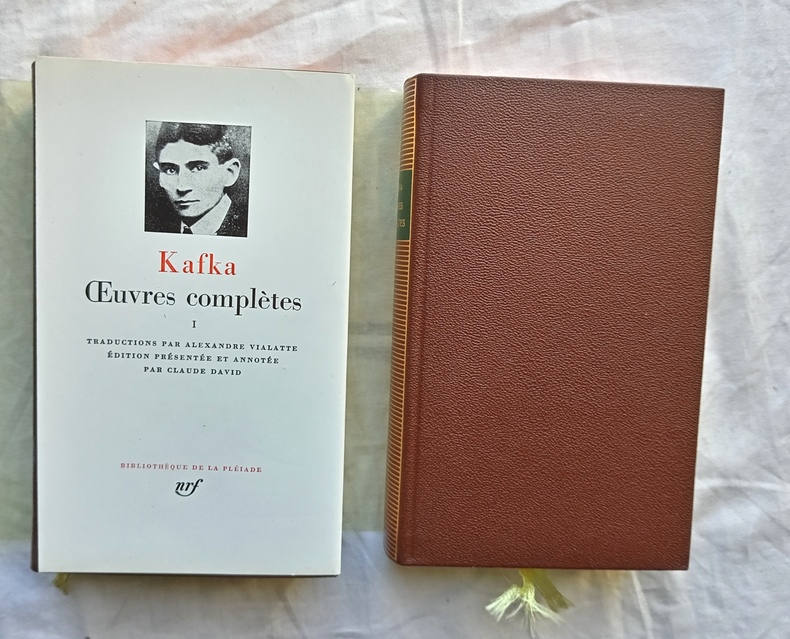 Kafka
Œuvres complètes
I
TRADUCTIONS PAR ALEXANDRE VIALATTE
ÉDITION PRÉSENTÉE ET ANNOTÉE
PAR CLAUDE DAVID
BIBLIOTHÈQUE DE LA PLÉIADE
nrf